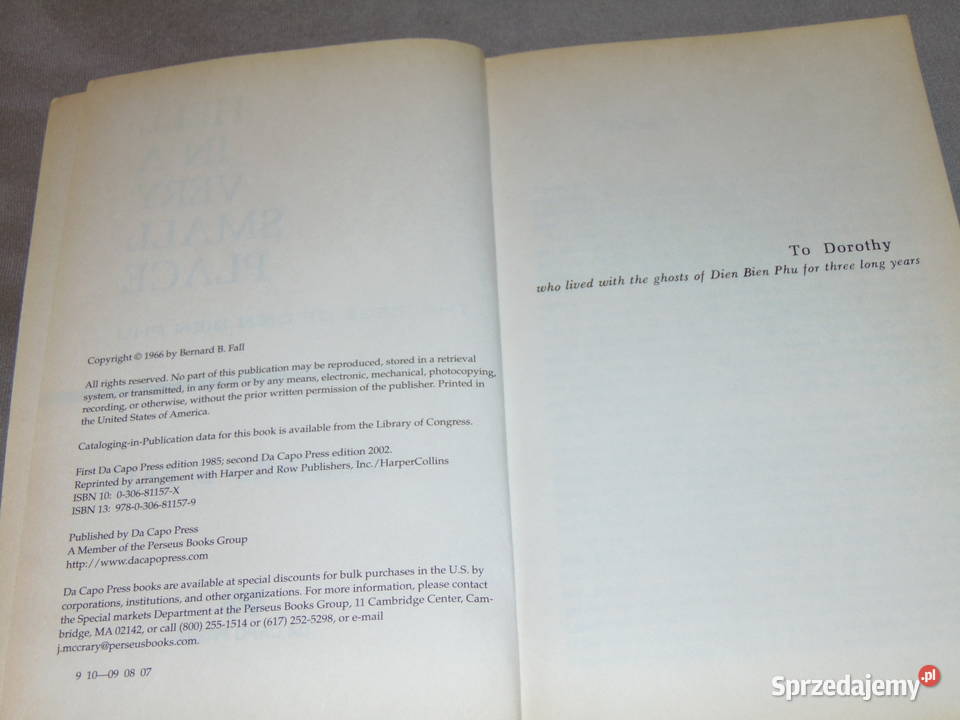 Copyright © 1966 by Bernard B. Fall
All rights reserved. No part of this publication may be reproduced, stored in a retrieval
system, or transmitted, in any form or by any means, electronic, mechanical, photocopying,
recording, or otherwise, without the prior written permission of the publisher. Printed in
the United States of America.
Cataloging-in-Publication data for this book is available from the Library of Congress.
First Da Capo Press edition 1985; second Da Capo Press edition 2002.
Reprinted by arrangement with Harper and Row Publishers, Inc./HarperCollins
ISBN 10: 0-306-81157-X
ISBN 13: 978-0-306-81157-9
Published by Da Capo Press
A Member of the Perseus Books Group
http://www.dacapopress.com
Da Capo Press books are available at special discounts for bulk purchases in the U.S. by
corporations, institutions, and other organizations. For more information, please contact
the Special markets Department at the Perseus Books Group, 11 Cambridge Center, Cam-
bridge, MA 02142, or call (800) 255-1514 or (617) 252-5298, or e-mail
j.mccrary@perseusbooks.com.
9 10—09 08 07
To Dorothy
who lived with the ghosts of Dien Bien Phu for three long years
Sprzedajemy.pl